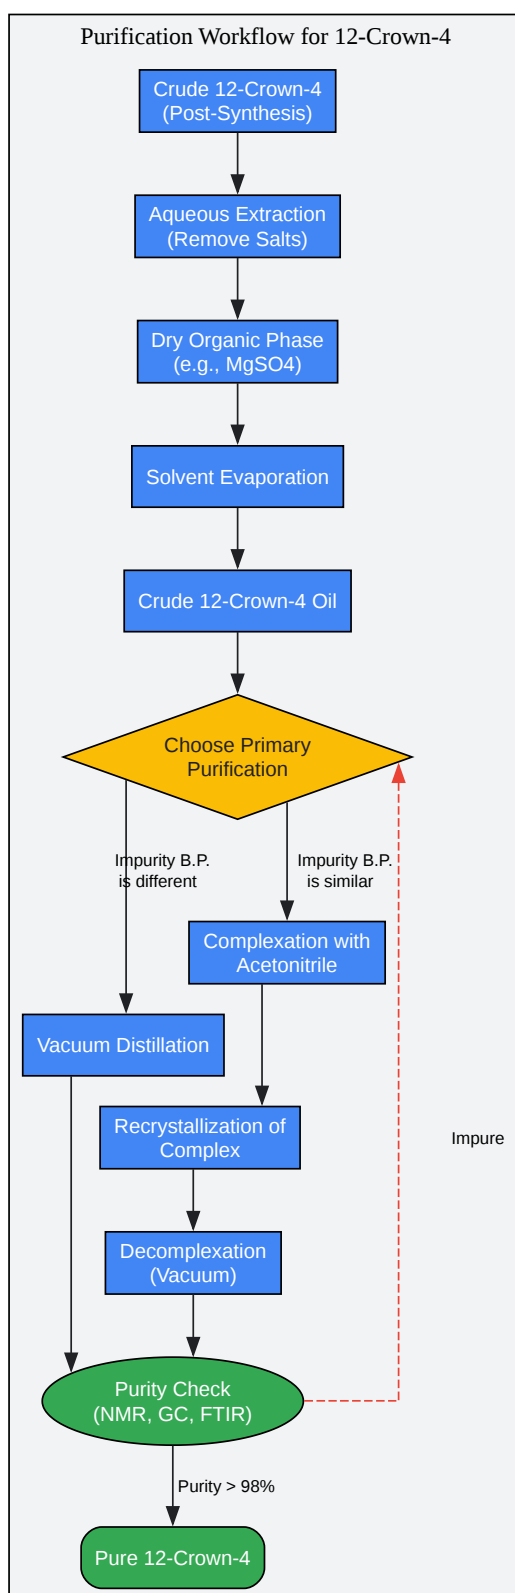 Purification Workflow for 12-Crown-4
Crude 12-Crown-4
(Post-Synthesis)
Aqueous Extraction
(Remove Salts)
Dry Organic Phase
(e.g., MgSO4)
Solvent Evaporation
Crude 12-Crown-4 Oil
Choose Primary
Purification
Impurity B.P.
is different
Impurity B.P.
is similar
Complexation with
Acetonitrile
Vacuum Distillation
Recrystallization of
Complex
Impure
Decomplexation
(Vacuum)
Purity Check
(NMR, GC, FTIR)
Purity > 98%
Pure 12-Crown-4